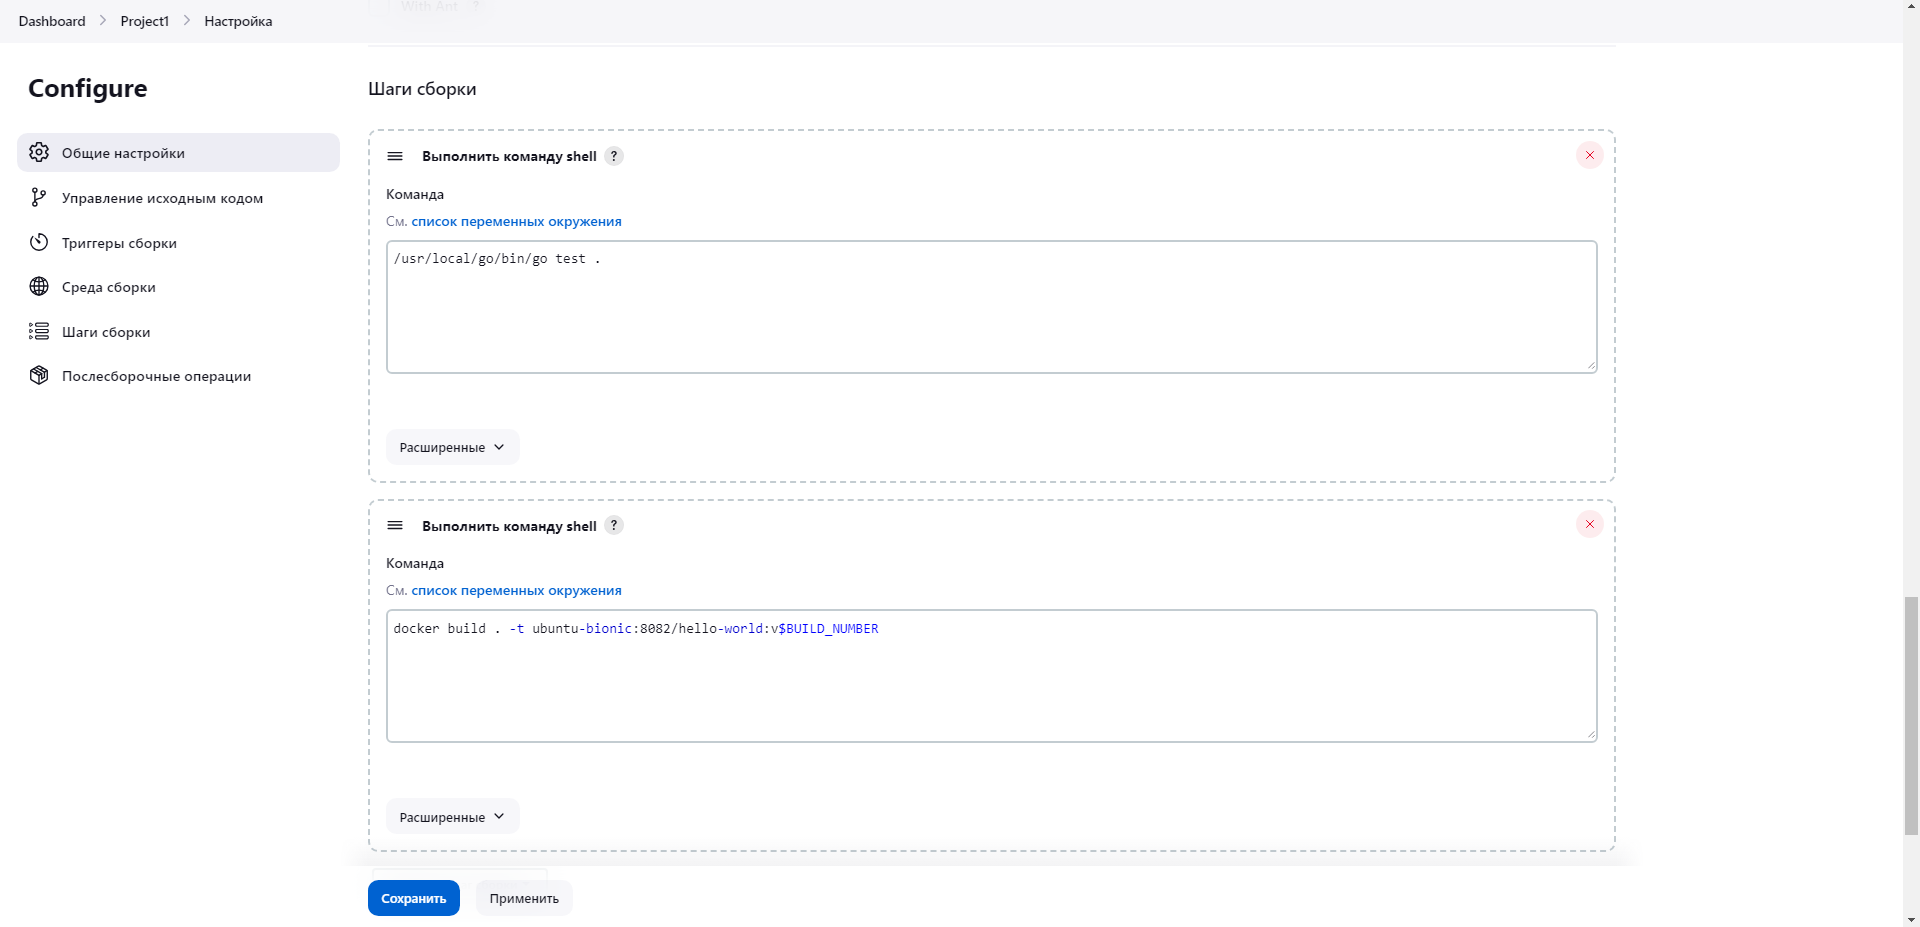 With Ant ?
Dashboard > Project1 > Настройка
Configure
Общие настройки
Управление исходным кодом
Триггеры сборки
Среда сборки
Шаги сборки
Послесборочные операции
Шаги сборки
Выполнить команду shell ?
Команда
См. список переменных окружения
/usr/local/go/bin/go test .
Расширенные
Выполнить команду shell ?
Команда
См. список переменных окружения
docker build . -t ubuntu-bionic:8082/hello-world:v$BUILD_NUMBER
Расширенные
Сохранить
Применить